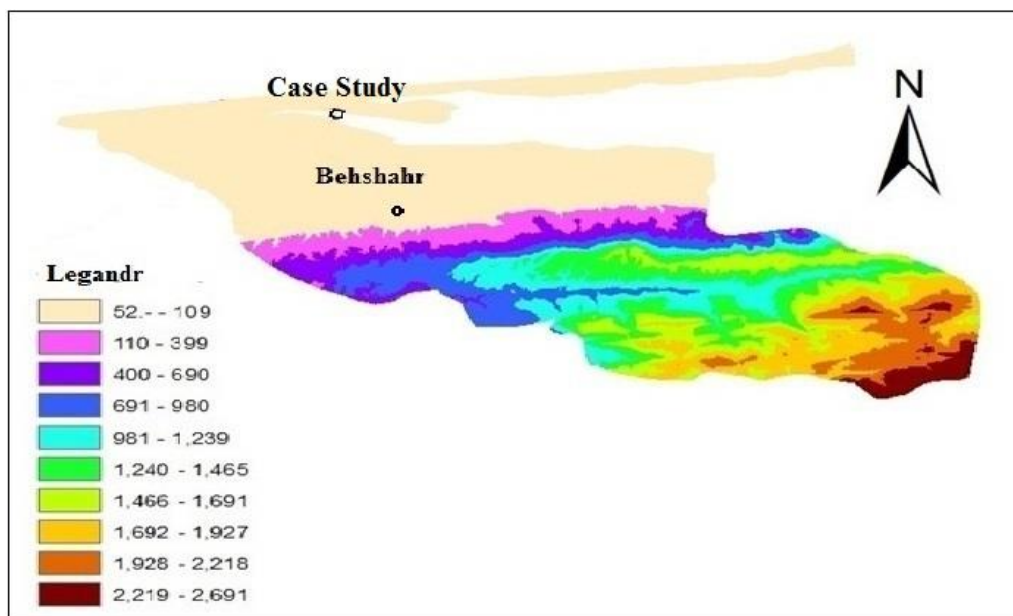 Case Study
N
Behshahr
Legandr
52.-- 109
110 - 399
400 - 690
691 - 980
981 - 1,239
1,240 - 1,465
1,466 - 1,691
1,692 - 1,927
1,928 - 2,218
2,219 - 2,691